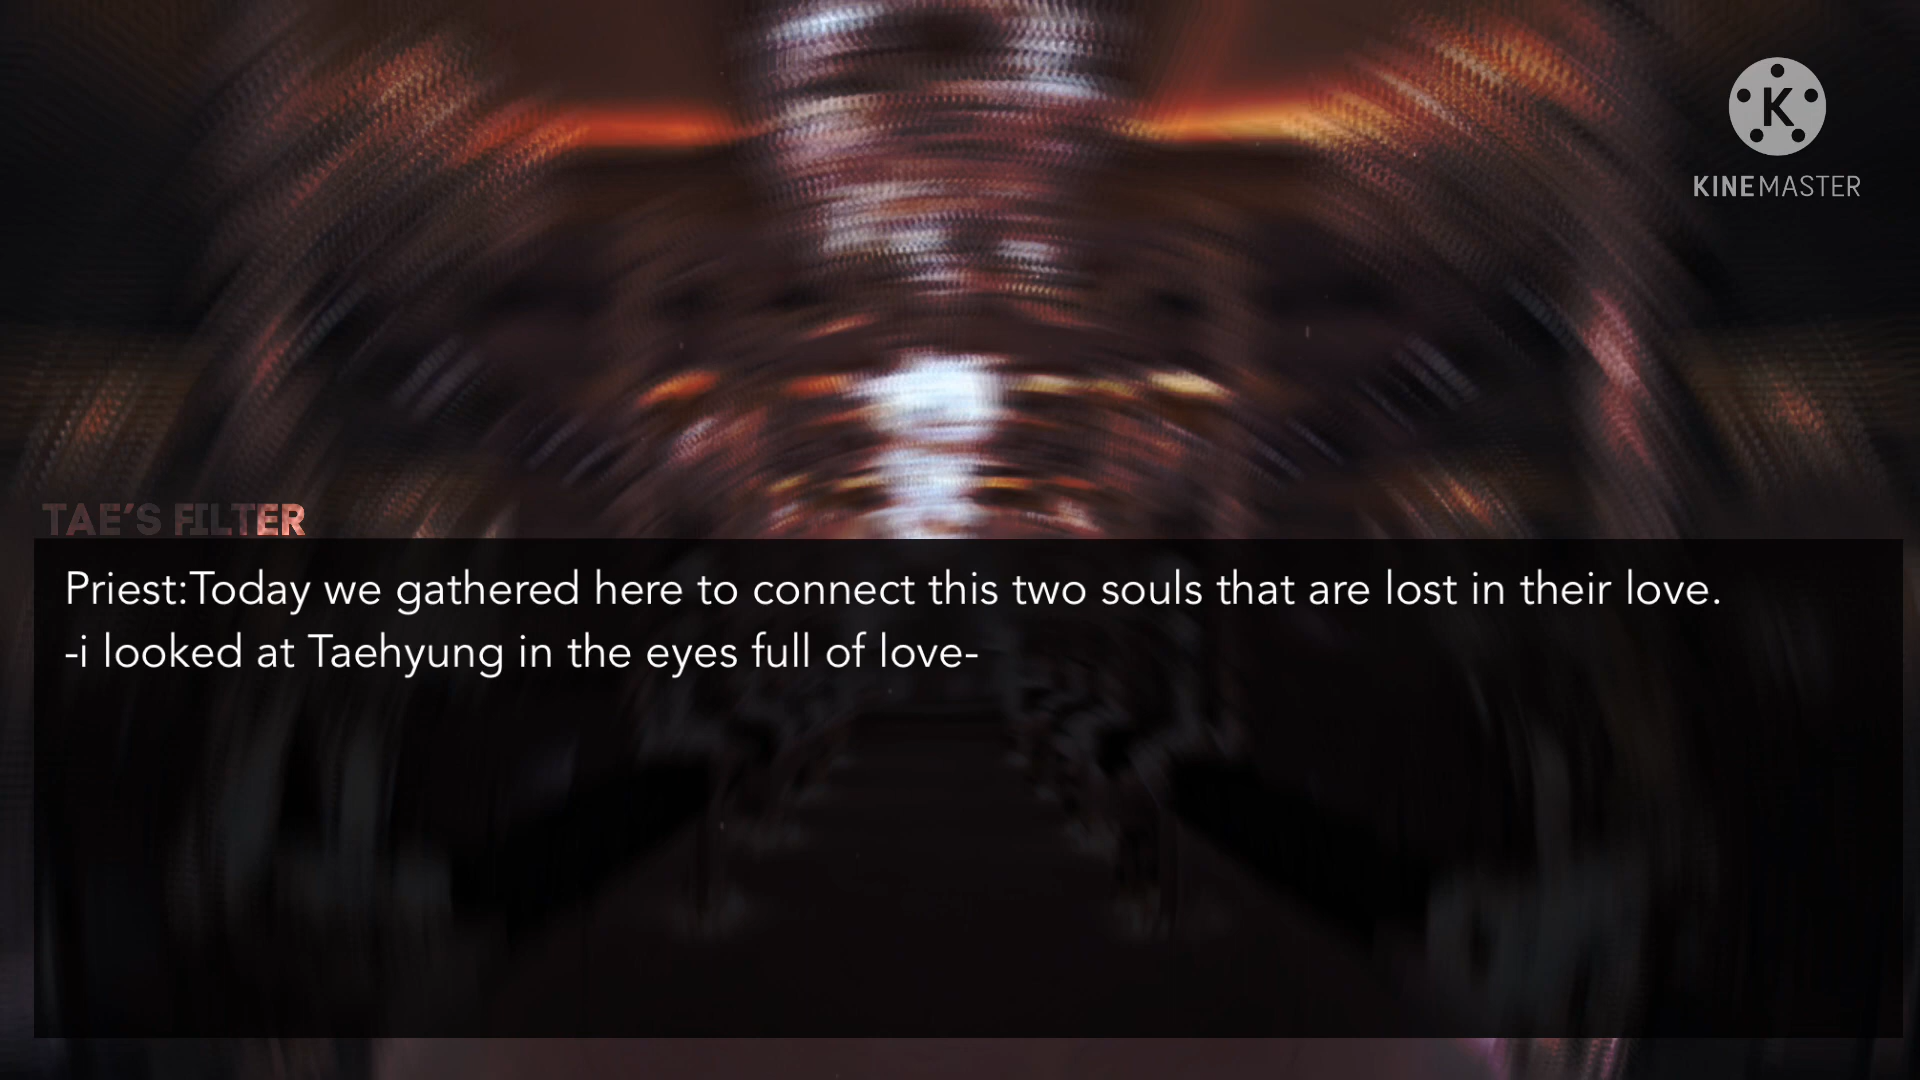 KINEMASTER
TAE'S FILTER
Priest:Today we gathered here to connect this two souls that are lost in their love.
-i looked at Taehyung in the eyes full of love-